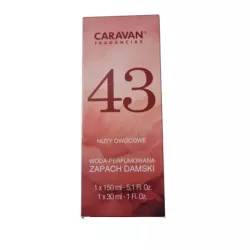 CARAVAN®
FRAGRANCES
43
NUTY OWOCOWE
WODA PERFUMOWANA
ZAPACH DAMSKI
1 x 150 ml - 5,1 Fl. Oz.
1 x 30 ml - 1 Fl. Oz.